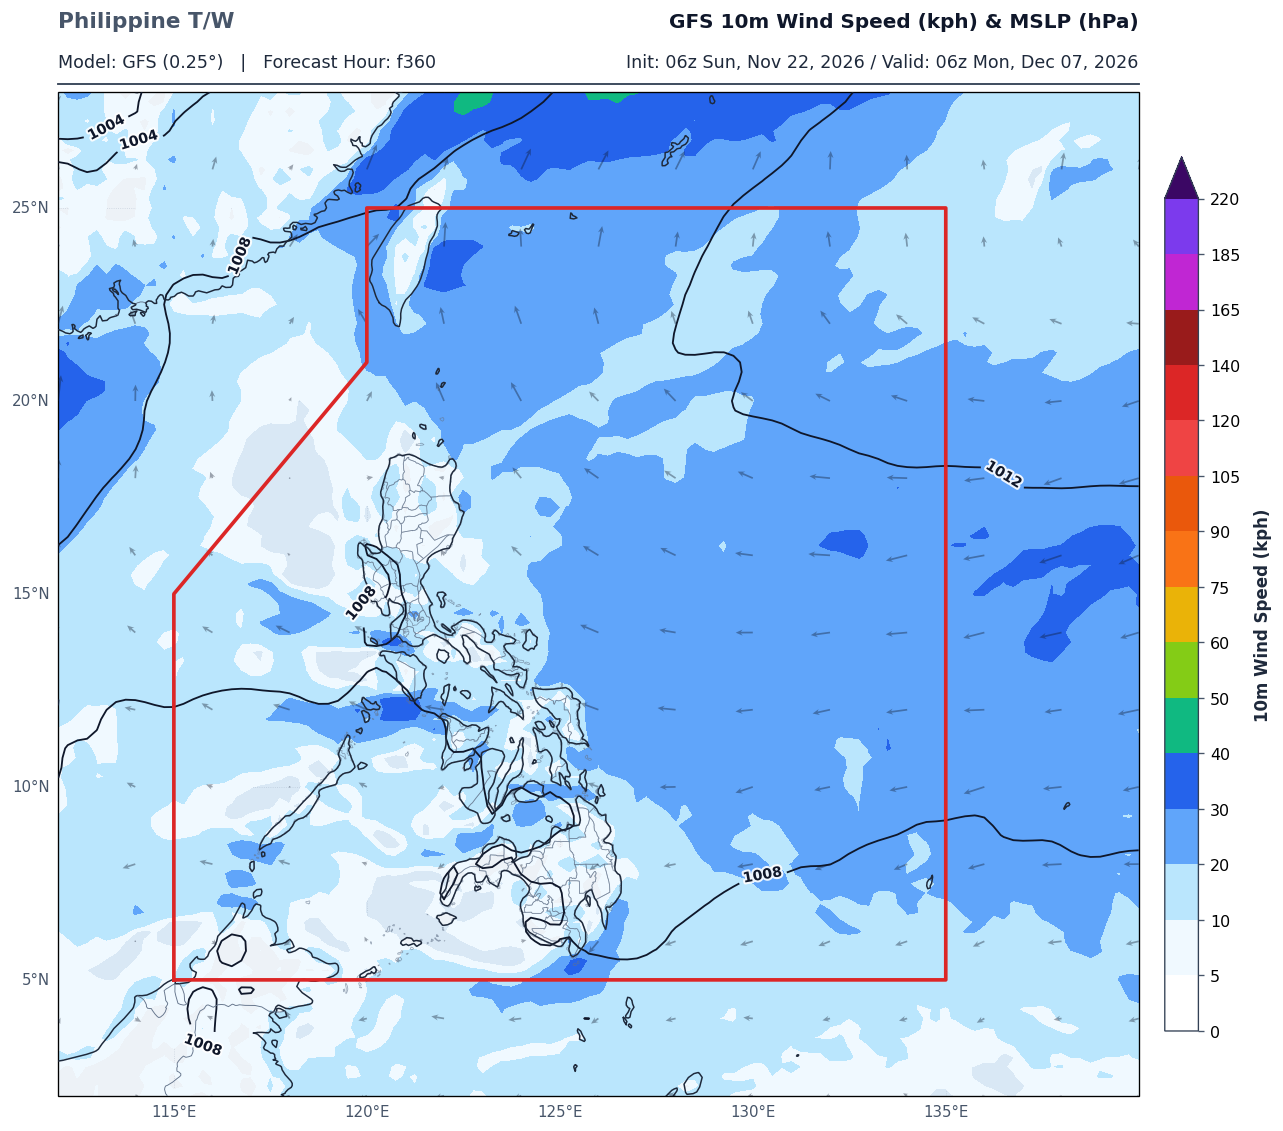 Philippine T/W
GFS 10m Wind Speed (kph) & MSLP (hPa)
Model: GFS (0.25°) | Forecast Hour: f360
Init: 06z Sun, Nov 22, 2026 / Valid: 06z Mon, Dec 07, 2026
1004
1004
1008
1012
1008
1008
1008
25°N
20°N
15°N
10°N
5°N
115°E
120°E
125°E
130°E
135°E
220
185
165
140
120
105
90
75
60
50
40
30
20
10
5
0
10m Wind Speed (kph)